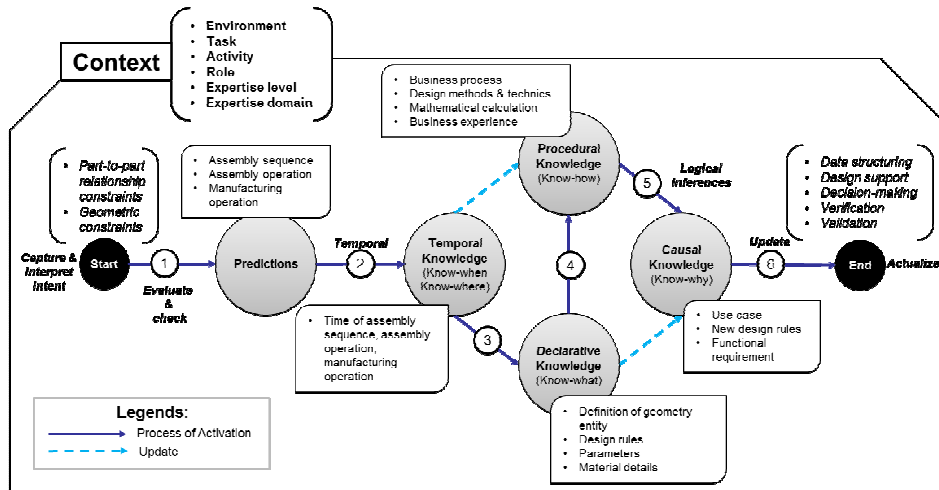 Context
• Environment
• Task
• Activity
• Role
• Expertise level
• Expertise domain
• Part-to-part
relationship
constraints
• Geometric
constraints
• Assembly sequence
• Assembly operation
• Manufacturing
operation
• Business process
• Design methods & technics
• Mathematical calculation
• Business experience
• Data structuring
• Design support
• Decision-making
• Verification
• Validation
Capture &
Interpret
Intent
Start
1
Evaluate
&
check
Predictions
Temporal
2
Temporal
Knowledge
(Know-when
Know-where)
Procedural
Knowledge
(Know-how)
5
Logical
inferences
4
3
Declarative
Knowledge
(Know-what)
Causal
Knowledge
(Know-why)
Update
6
End
Actualize
• Time of assembly
sequence, assembly
operation,
manufacturing
operation
• Use case
• New design rules
• Functional
requirement
• Definition of geometry
entity
• Design rules
• Parameters
• Material details
Legends:
Process of Activation
Update